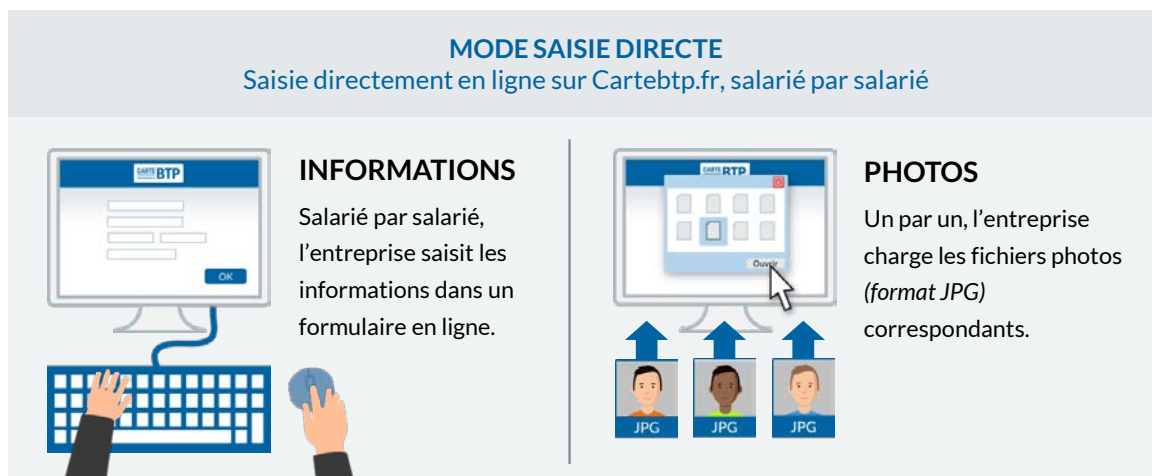 MODE SAISIE DIRECTE
Saisie directement en ligne sur Cartebtp.fr, salarié par salarié
CARTE BTP
OK
INFORMATIONS
Salarié par salarié,
l'entreprise saisit les
informations dans un
formulaire en ligne.
CARTE BTP
Ouvrir
JPG
JPG
JPG
PHOTOS
Un par un, l'entreprise
charge les fichiers photos
(format JPG)
correspondants.